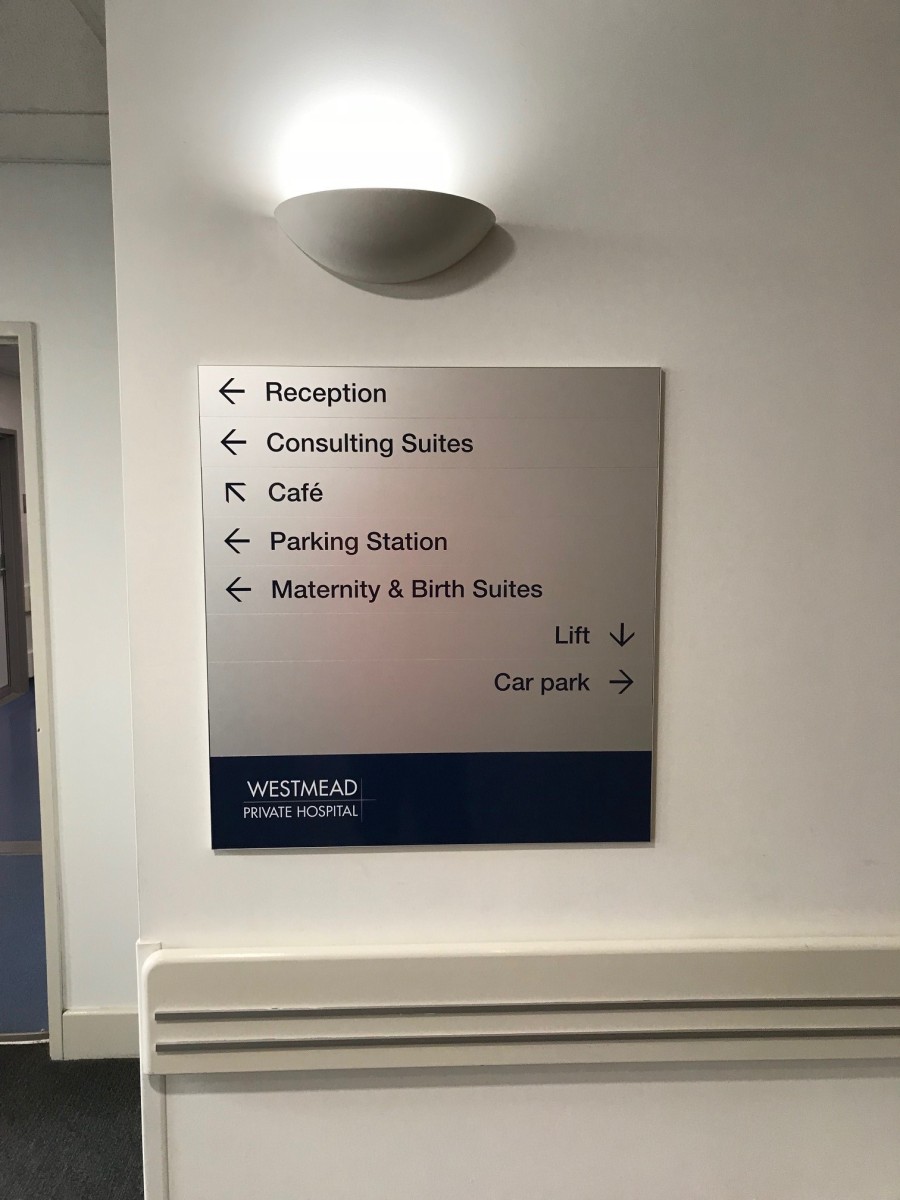 ← Reception
← Consulting Suites
↖ Café
← Parking Station
← Maternity & Birth Suites
Lift ↓
Car park →
WESTMEAD
PRIVATE HOSPITAL